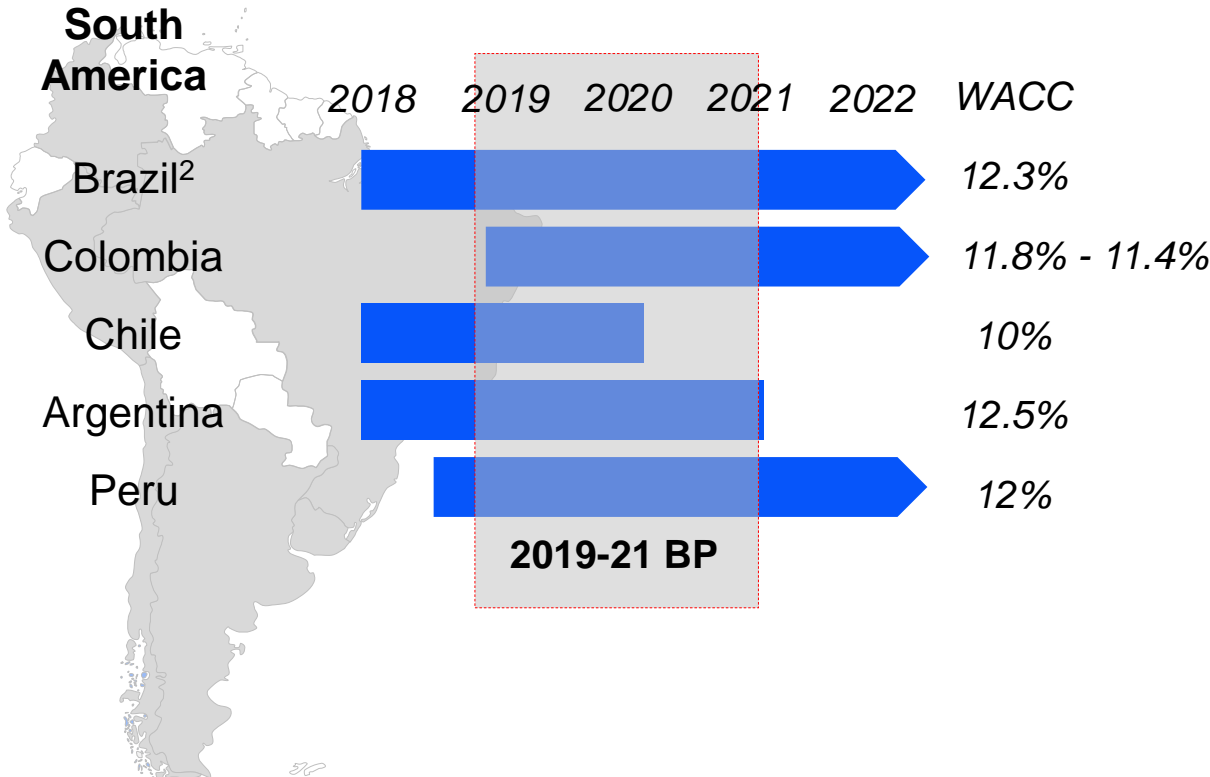 South
America
2018 2019 2020 2021 2022 WACC
Brazil² 12.3%
Colombia 11.8% - 11.4%
Chile 10%
Argentina 12.5%
Peru 12%
2019-21 BP